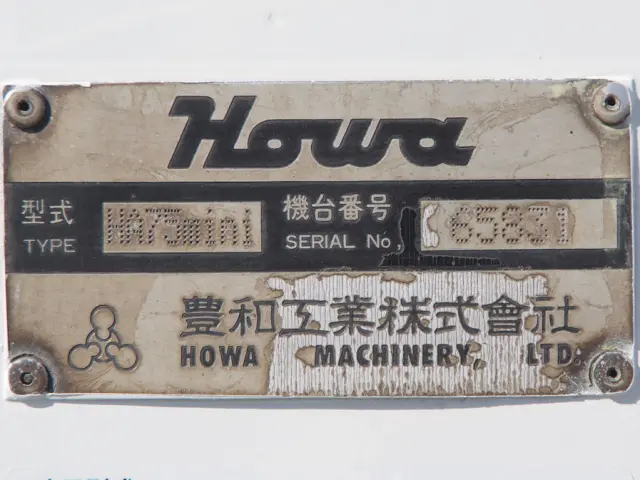 Howa
型式 機台番号
TYPE HA75mini SERIAL No, 65831
豊和工業株式會社
HOWA MACHINERY, LTD.